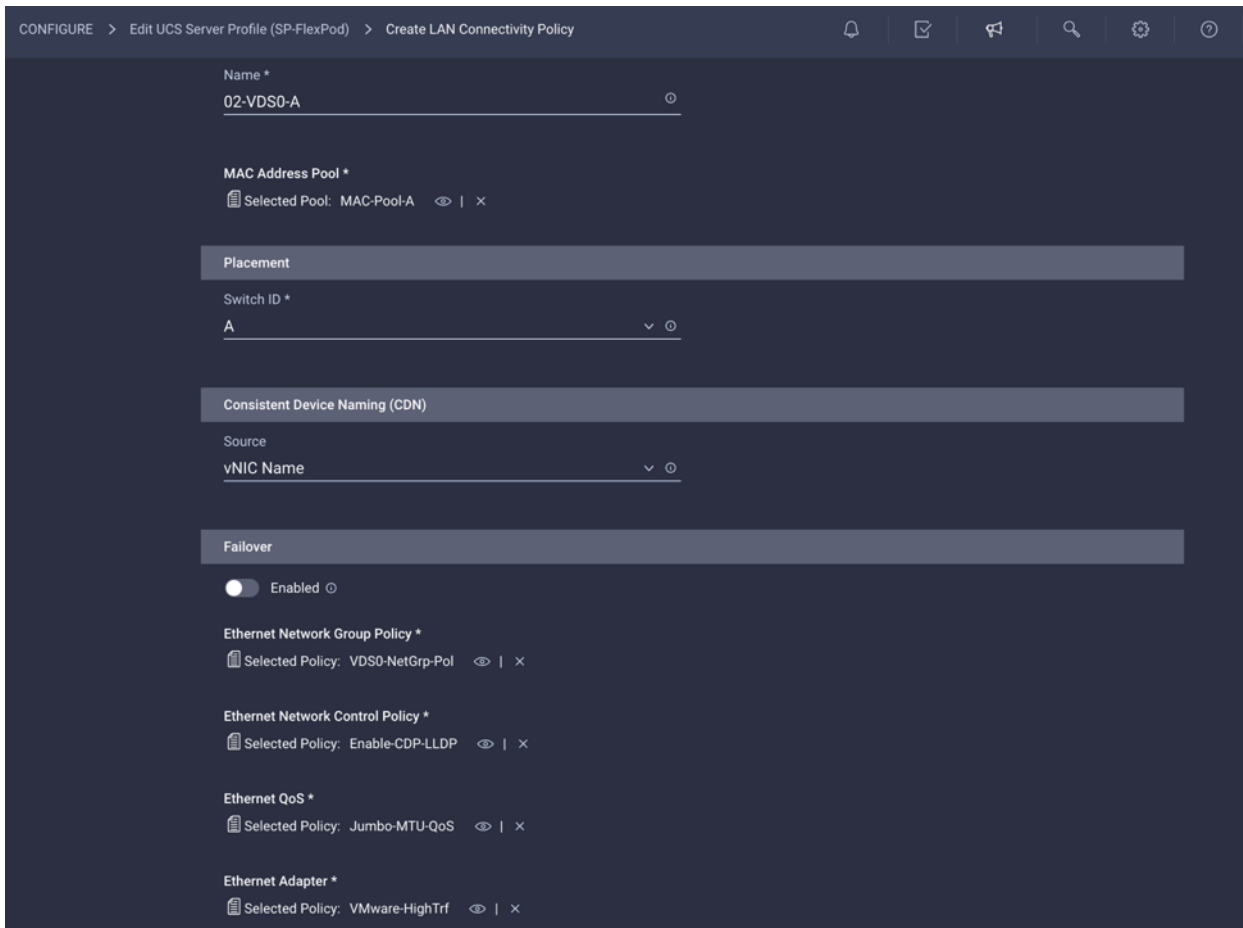 CONFIGURE > Edit UCS Server Profile (SP-FlexPod) > Create LAN Connectivity Policy
Name *
02-VDS0-A
MAC Address Pool *
Selected Pool: MAC-Pool-A | ×
Placement
Switch ID *
A
Consistent Device Naming (CDN)
Source
vNIC Name
Failover
Enabled
Ethernet Network Group Policy *
Selected Policy: VDS0-NetGrp-Pol | ×
Ethernet Network Control Policy *
Selected Policy: Enable-CDP-LLDP | ×
Ethernet QoS *
Selected Policy: Jumbo-MTU-QoS | ×
Ethernet Adapter *
Selected Policy: VMware-HighTrf | ×